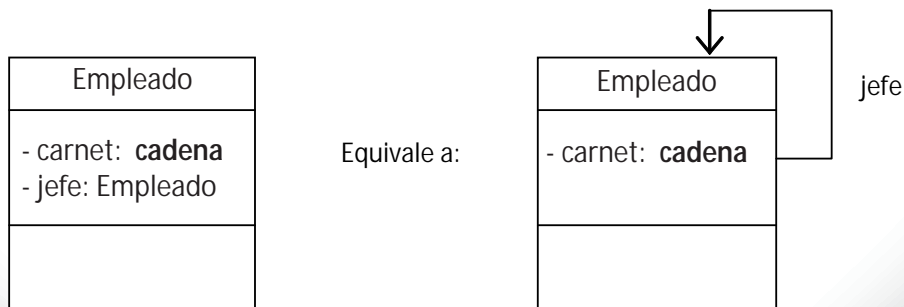 Empleado
- carnet: cadena
- jefe: Empleado
Equivale a:
Empleado
- carnet: cadena
jefe